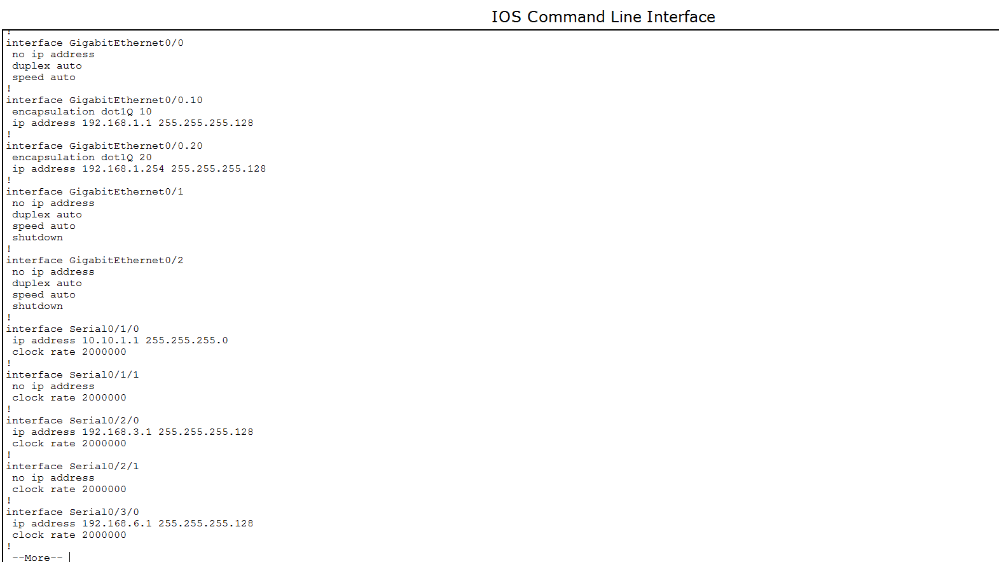 IOS Command Line Interface
!
interface GigabitEthernet0/0
 no ip address
 duplex auto
 speed auto
!
interface GigabitEthernet0/0.10
 encapsulation dot1Q 10
 ip address 192.168.1.1 255.255.255.128
!
interface GigabitEthernet0/0.20
 encapsulation dot1Q 20
 ip address 192.168.1.254 255.255.255.128
!
interface GigabitEthernet0/1
 no ip address
 duplex auto
 speed auto
 shutdown
!
interface GigabitEthernet0/2
 no ip address
 duplex auto
 speed auto
 shutdown
!
interface Serial0/1/0
 ip address 10.10.1.1 255.255.255.0
 clock rate 2000000
!
interface Serial0/1/1
 no ip address
 clock rate 2000000
!
interface Serial0/2/0
 ip address 192.168.3.1 255.255.255.128
 clock rate 2000000
!
interface Serial0/2/1
 no ip address
 clock rate 2000000
!
interface Serial0/3/0
 ip address 192.168.6.1 255.255.255.128
 clock rate 2000000
!
 --More--